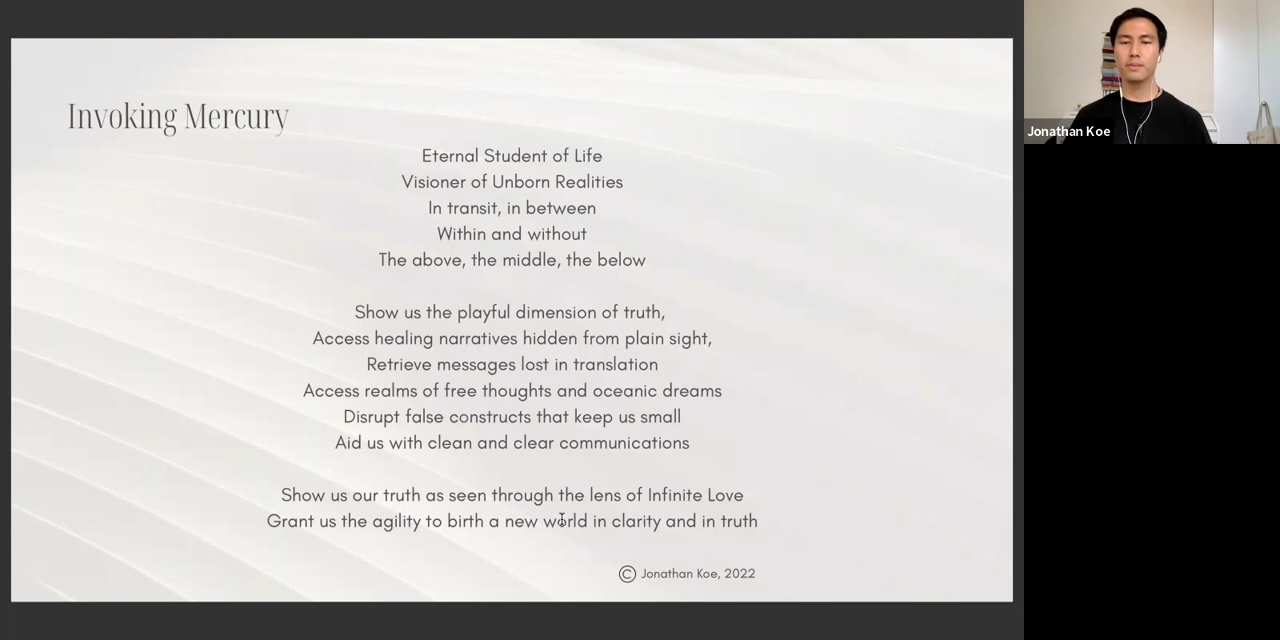 Invoking Mercury
Eternal Student of Life
Visioner of Unborn Realities
In transit, in between
Within and without
The above, the middle, the below
Show us the playful dimension of truth,
Access healing narratives hidden from plain sight,
Retrieve messages lost in translation
Access realms of free thoughts and oceanic dreams
Disrupt false constructs that keep us small
Aid us with clean and clear communications
Show us our truth as seen through the lens of Infinite Love
Grant us the agility to birth a new world in clarity and in truth
© Jonathan Koe, 2022
Jonathan Koe